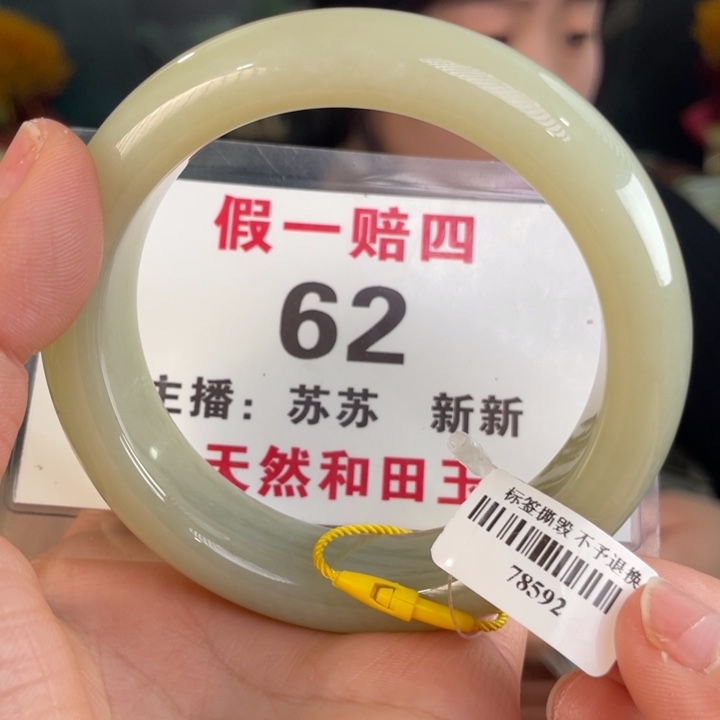 假一赔四
62
主播：苏苏 新新
天然和田玉
标签撕毁 不予退换
78592